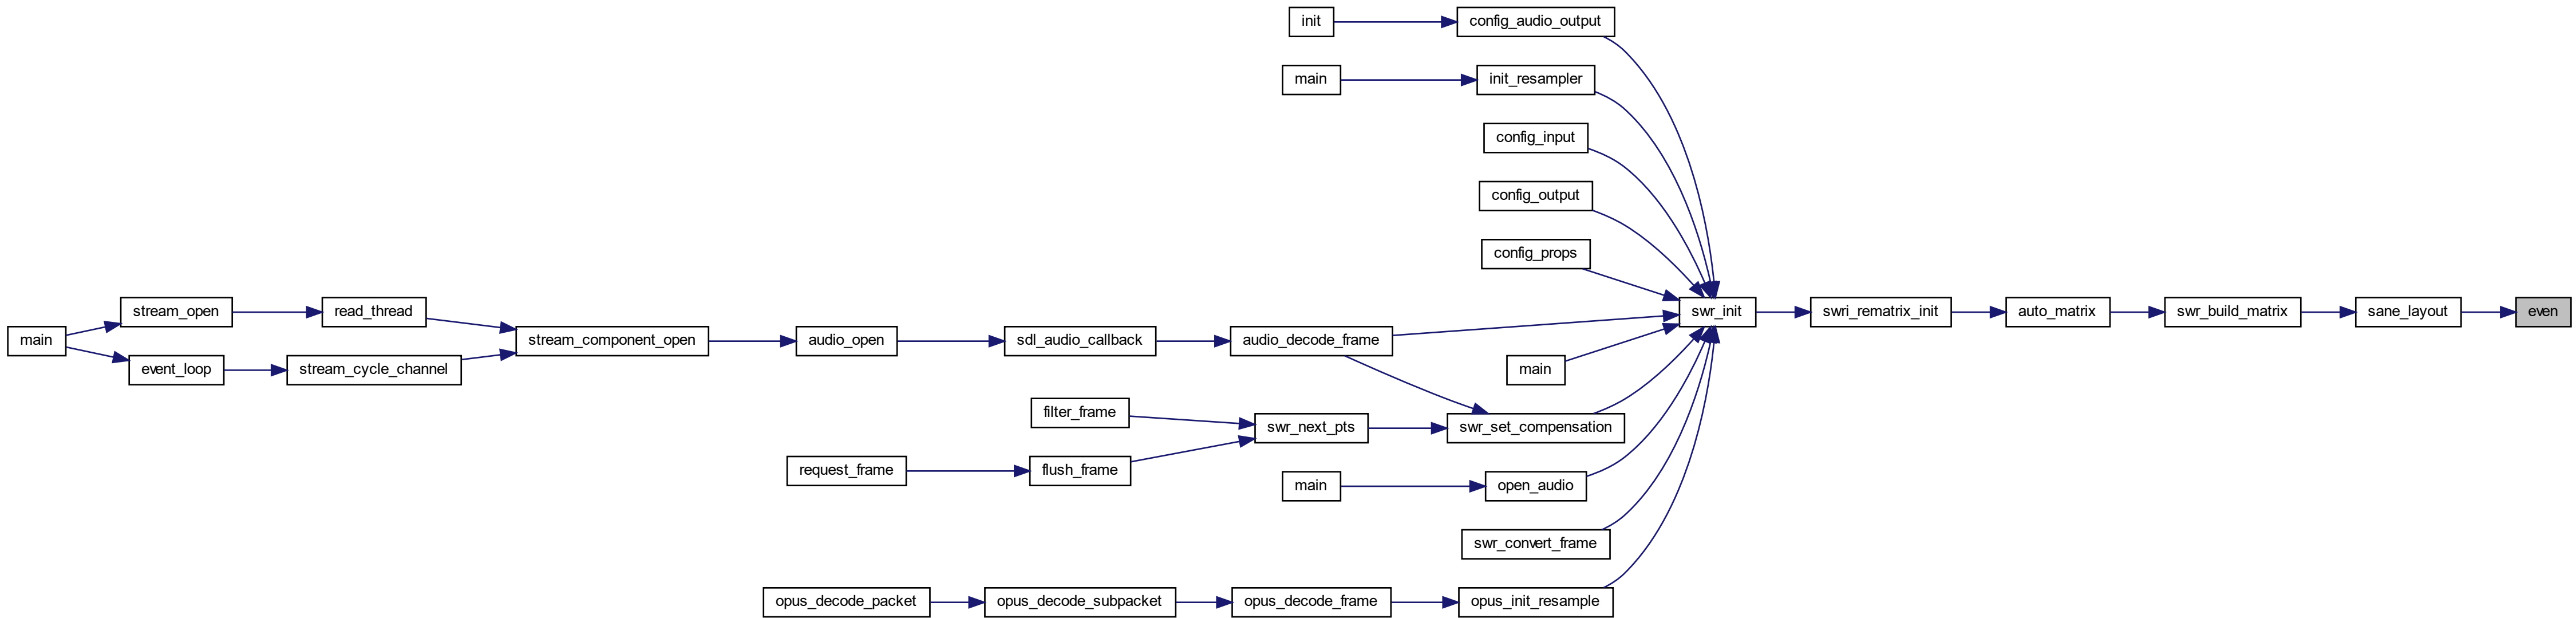 init
config_audio_output
main
init_resampler
config_input
config_output
config_props
main
stream_open
event_loop
read_thread
stream_cycle_channel
stream_component_open
audio_open
sdl_audio_callback
audio_decode_frame
main
swr_init
swri_rematrix_init
auto_matrix
swr_build_matrix
sane_layout
even
filter_frame
swr_next_pts
swr_set_compensation
request_frame
flush_frame
main
open_audio
swr_convert_frame
opus_decode_packet
opus_decode_subpacket
opus_decode_frame
opus_init_resample